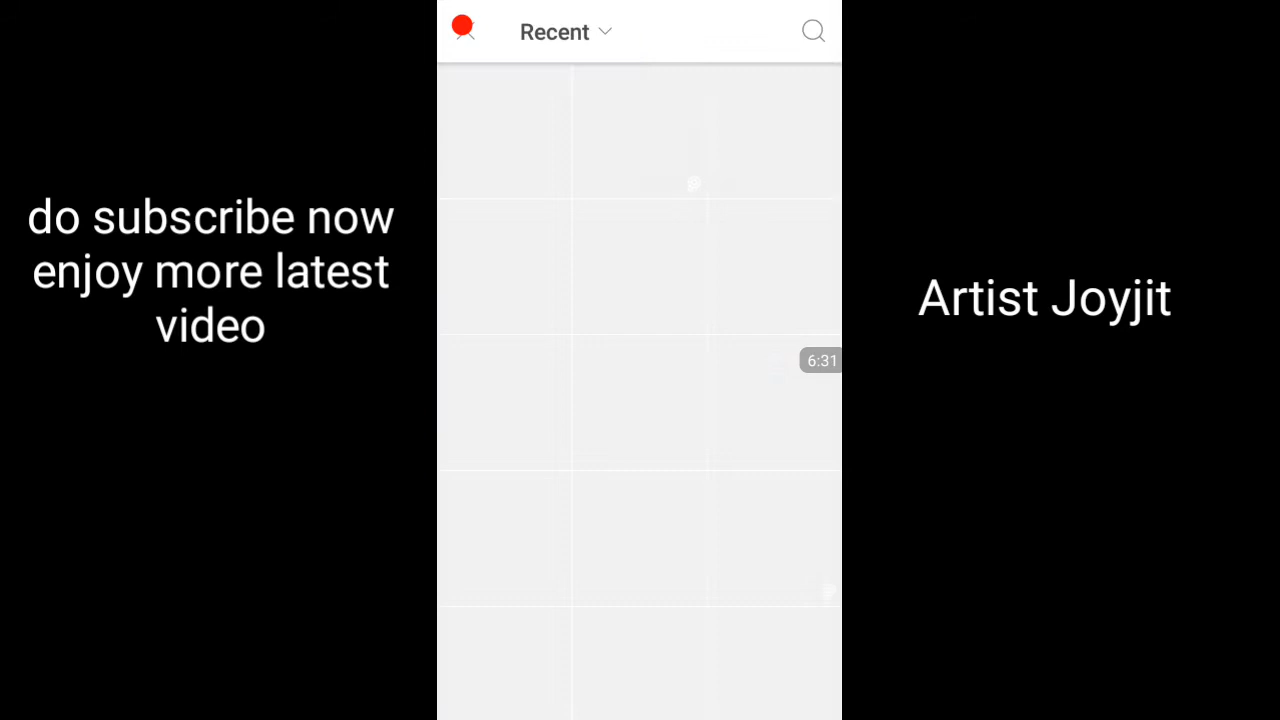 Recent
do subscribe now
enjoy more latest
video
Artist Joyjit
6:31